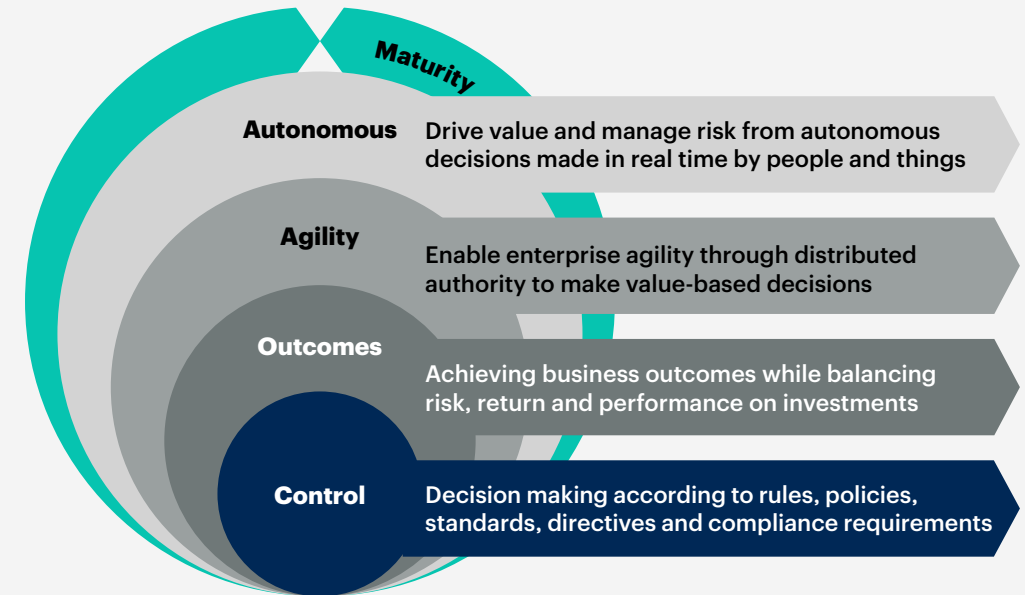 Maturity
Autonomous
Drive value and manage risk from autonomous
decisions made in real time by people and things
Agility
Enable enterprise agility through distributed
authority to make value-based decisions
Outcomes
Achieving business outcomes while balancing
risk, return and performance on investments
Control
Decision making according to rules, policies,
standards, directives and compliance requirements